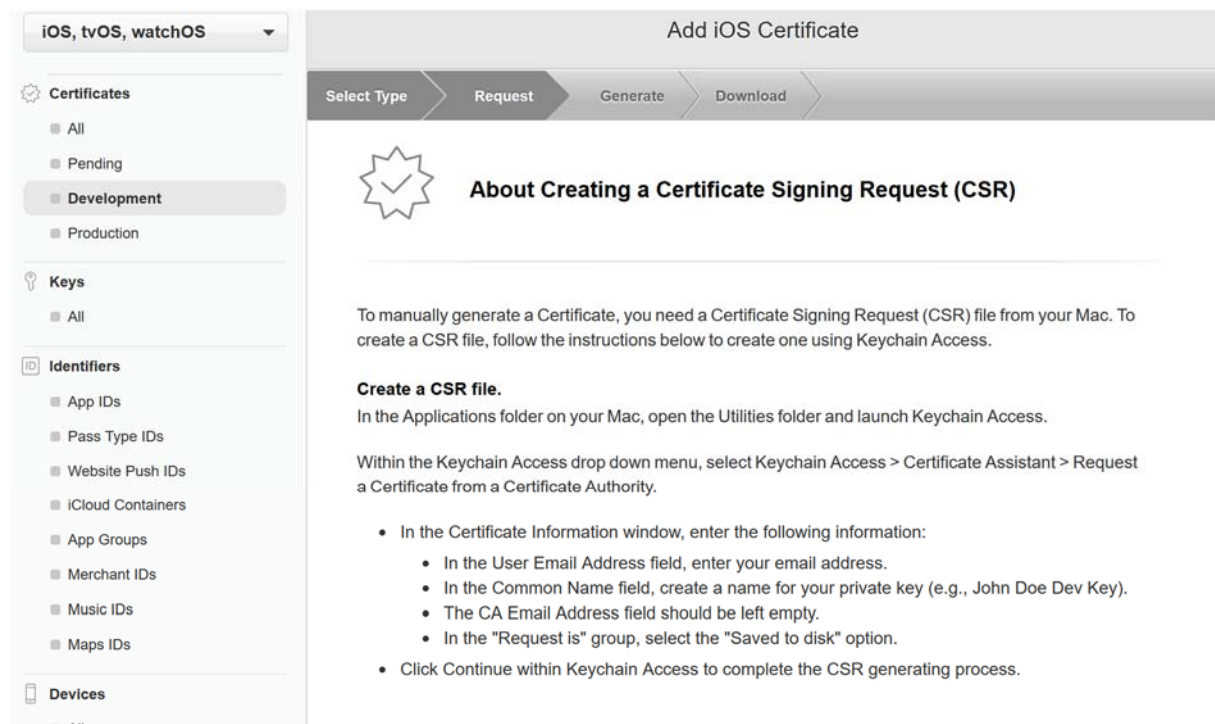 iOS, tvOS, watchOS
Certificates
All
Pending
Development
Production
Keys
All
ID
Identifiers
App IDs
Pass Type IDs
Website Push IDs
iCloud Containers
App Groups
Merchant IDs
Music IDs
Maps IDs
Devices
Add iOS Certificate
Select Type
Request
Generate
Download
About Creating a Certificate Signing Request (CSR)
To manually generate a Certificate, you need a Certificate Signing Request (CSR) file from your Mac. To
create a CSR file, follow the instructions below to create one using Keychain Access.
Create a CSR file.
In the Applications folder on your Mac, open the Utilities folder and launch Keychain Access.
Within the Keychain Access drop down menu, select Keychain Access > Certificate Assistant > Request
a Certificate from a Certificate Authority.
• In the Certificate Information window, enter the following information:
• In the User Email Address field, enter your email address.
• In the Common Name field, create a name for your private key (e.g., John Doe Dev Key).
• The CA Email Address field should be left empty.
• In the "Request is" group, select the "Saved to disk" option.
• Click Continue within Keychain Access to complete the CSR generating process.